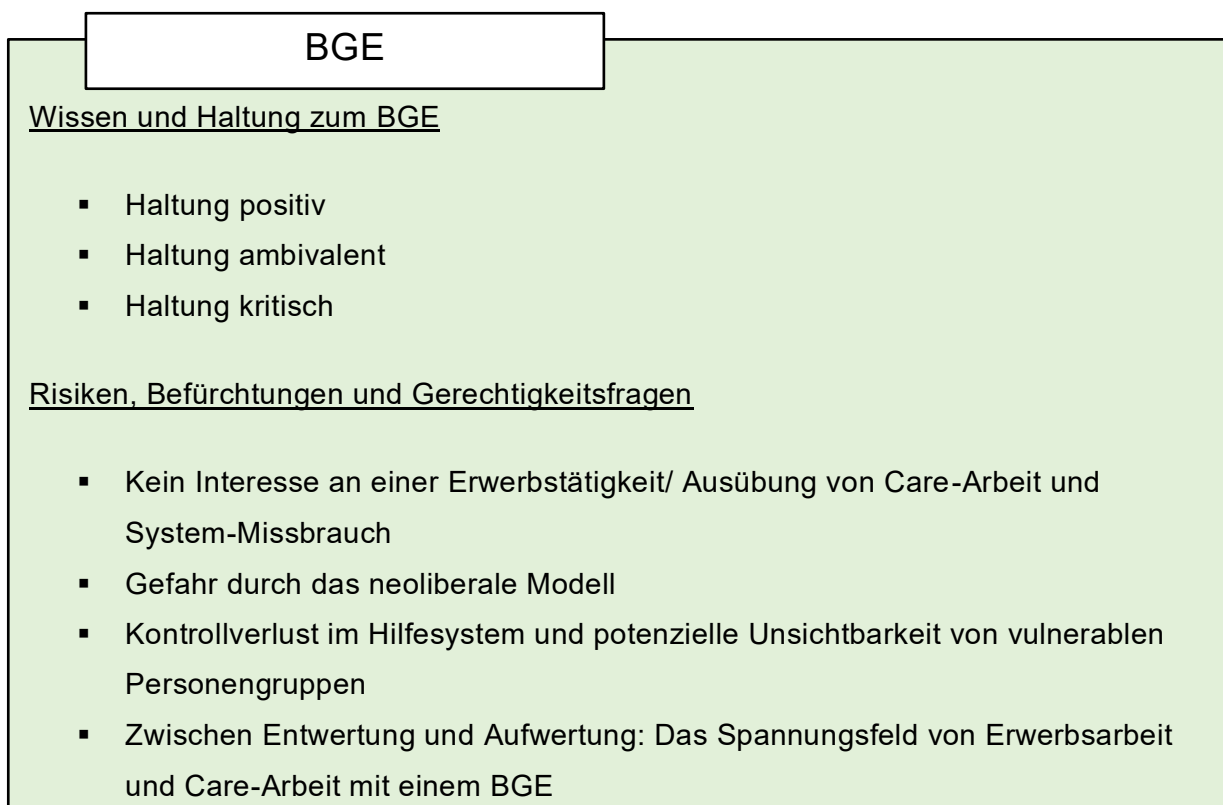 BGE
Wissen und Haltung zum BGE
▪ Haltung positiv
▪ Haltung ambivalent
▪ Haltung kritisch
Risiken, Befürchtungen und Gerechtigkeitsfragen
▪ Kein Interesse an einer Erwerbstätigkeit/ Ausübung von Care-Arbeit und
System-Missbrauch
▪ Gefahr durch das neoliberale Modell
▪ Kontrollverlust im Hilfesystem und potenzielle Unsichtbarkeit von vulnerablen
Personengruppen
▪ Zwischen Entwertung und Aufwertung: Das Spannungsfeld von Erwerbsarbeit
und Care-Arbeit mit einem BGE